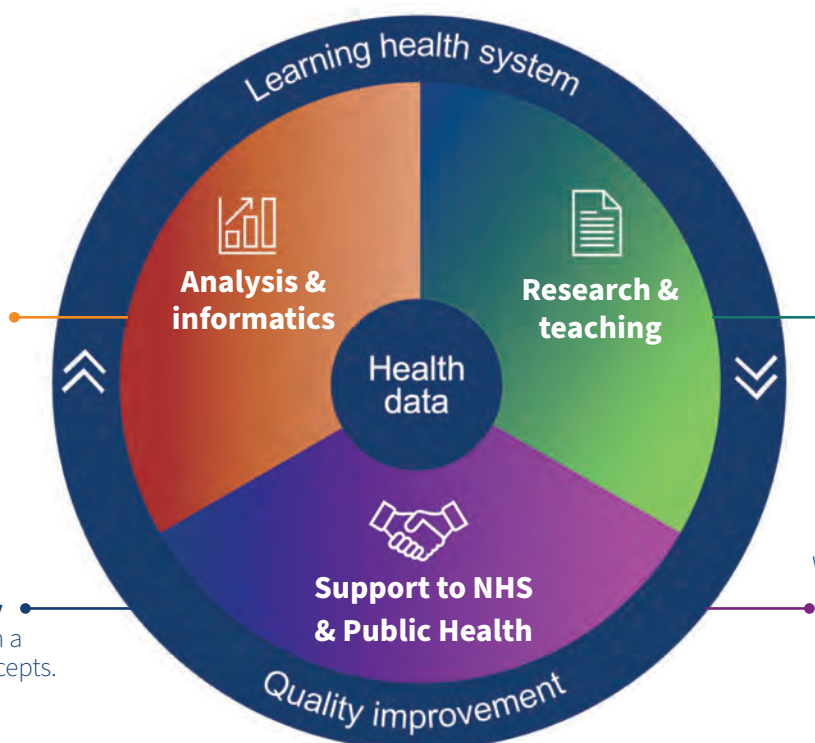 Learning health system
Analysis &
informatics
Research &
teaching
Health
data
Support to NHS
& Public Health
Quality improvement